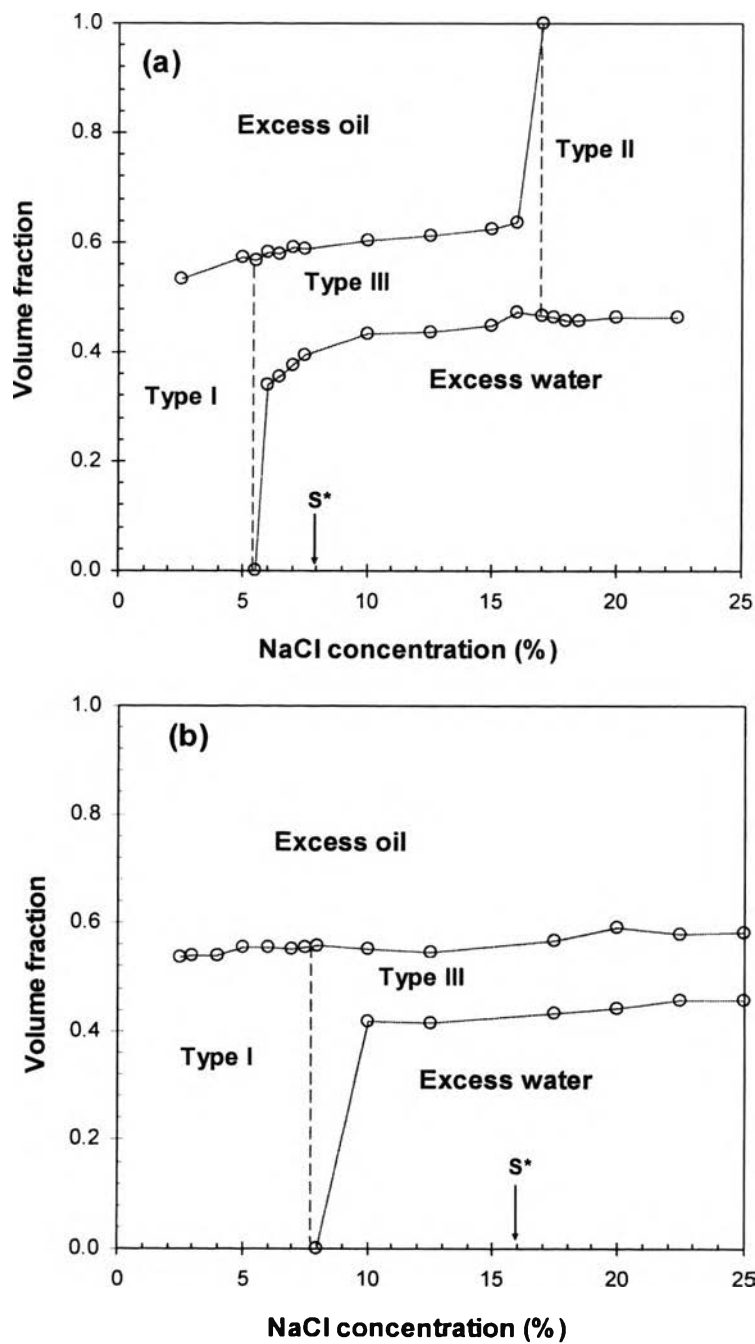 (a)
1.0
0.8
0.6
0.4
0.2
0.0
Volume fraction
Excess oil
Type II
Type III
Type I
Excess water
S*
0 5 10 15 20 25
NaCl concentration (%)
(b)
1.0
0.8
0.6
0.4
0.2
0.0
Volume fraction
Excess oil
Type III
Type I
Excess water
S*
0 5 10 15 20 25
NaCl concentration (%)